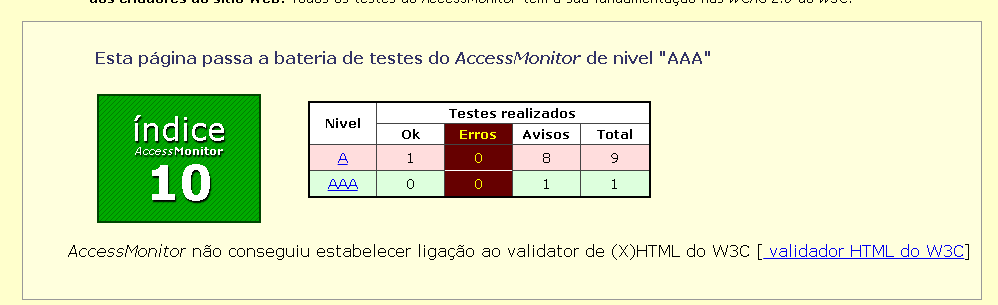 dos criadores do sítio Web. Todos os testes do AccessMonitor têm a sua fundamentação nas WCAG 2.0 do W3C.
Esta página passa a bateria de testes do AccessMonitor de nivel "AAA"
índice
AccessMonitor
10
Nivel Testes realizados
Ok Erros Avisos Total
A 1 0 8 9
AAA 0 0 1 1
AccessMonitor não conseguiu estabelecer ligação ao validator de (X)HTML do W3C [ validador HTML do W3C]